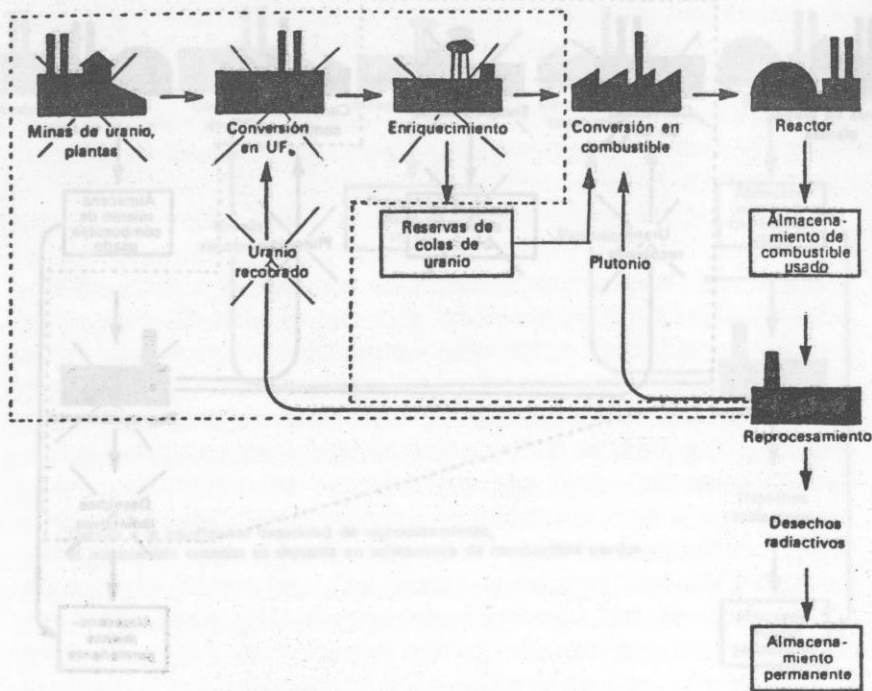 Minas de uranio,
plantas
Conversión
en UF₆
Enriquecimiento
Conversión en
combustible
Reactor
Uranio
recobrado
Reservas de
colas de
uranio
Plutonio
Almacena-
miento de
combustible
usado
Reprocesamiento
Desechos
radiactivos
Almacena-
miento
permanente